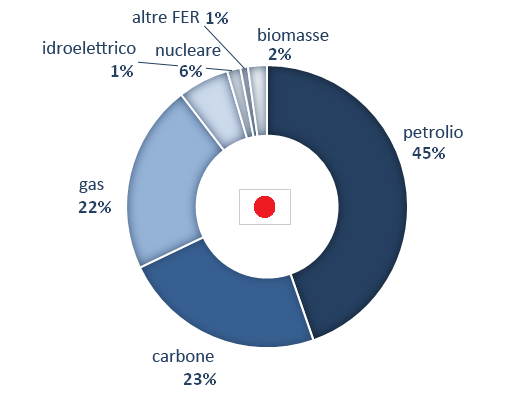 altre FER 1%
biomasse
2%
idroelettrico
1%
nucleare
6%
petrolio
45%
gas
22%
carbone
23%